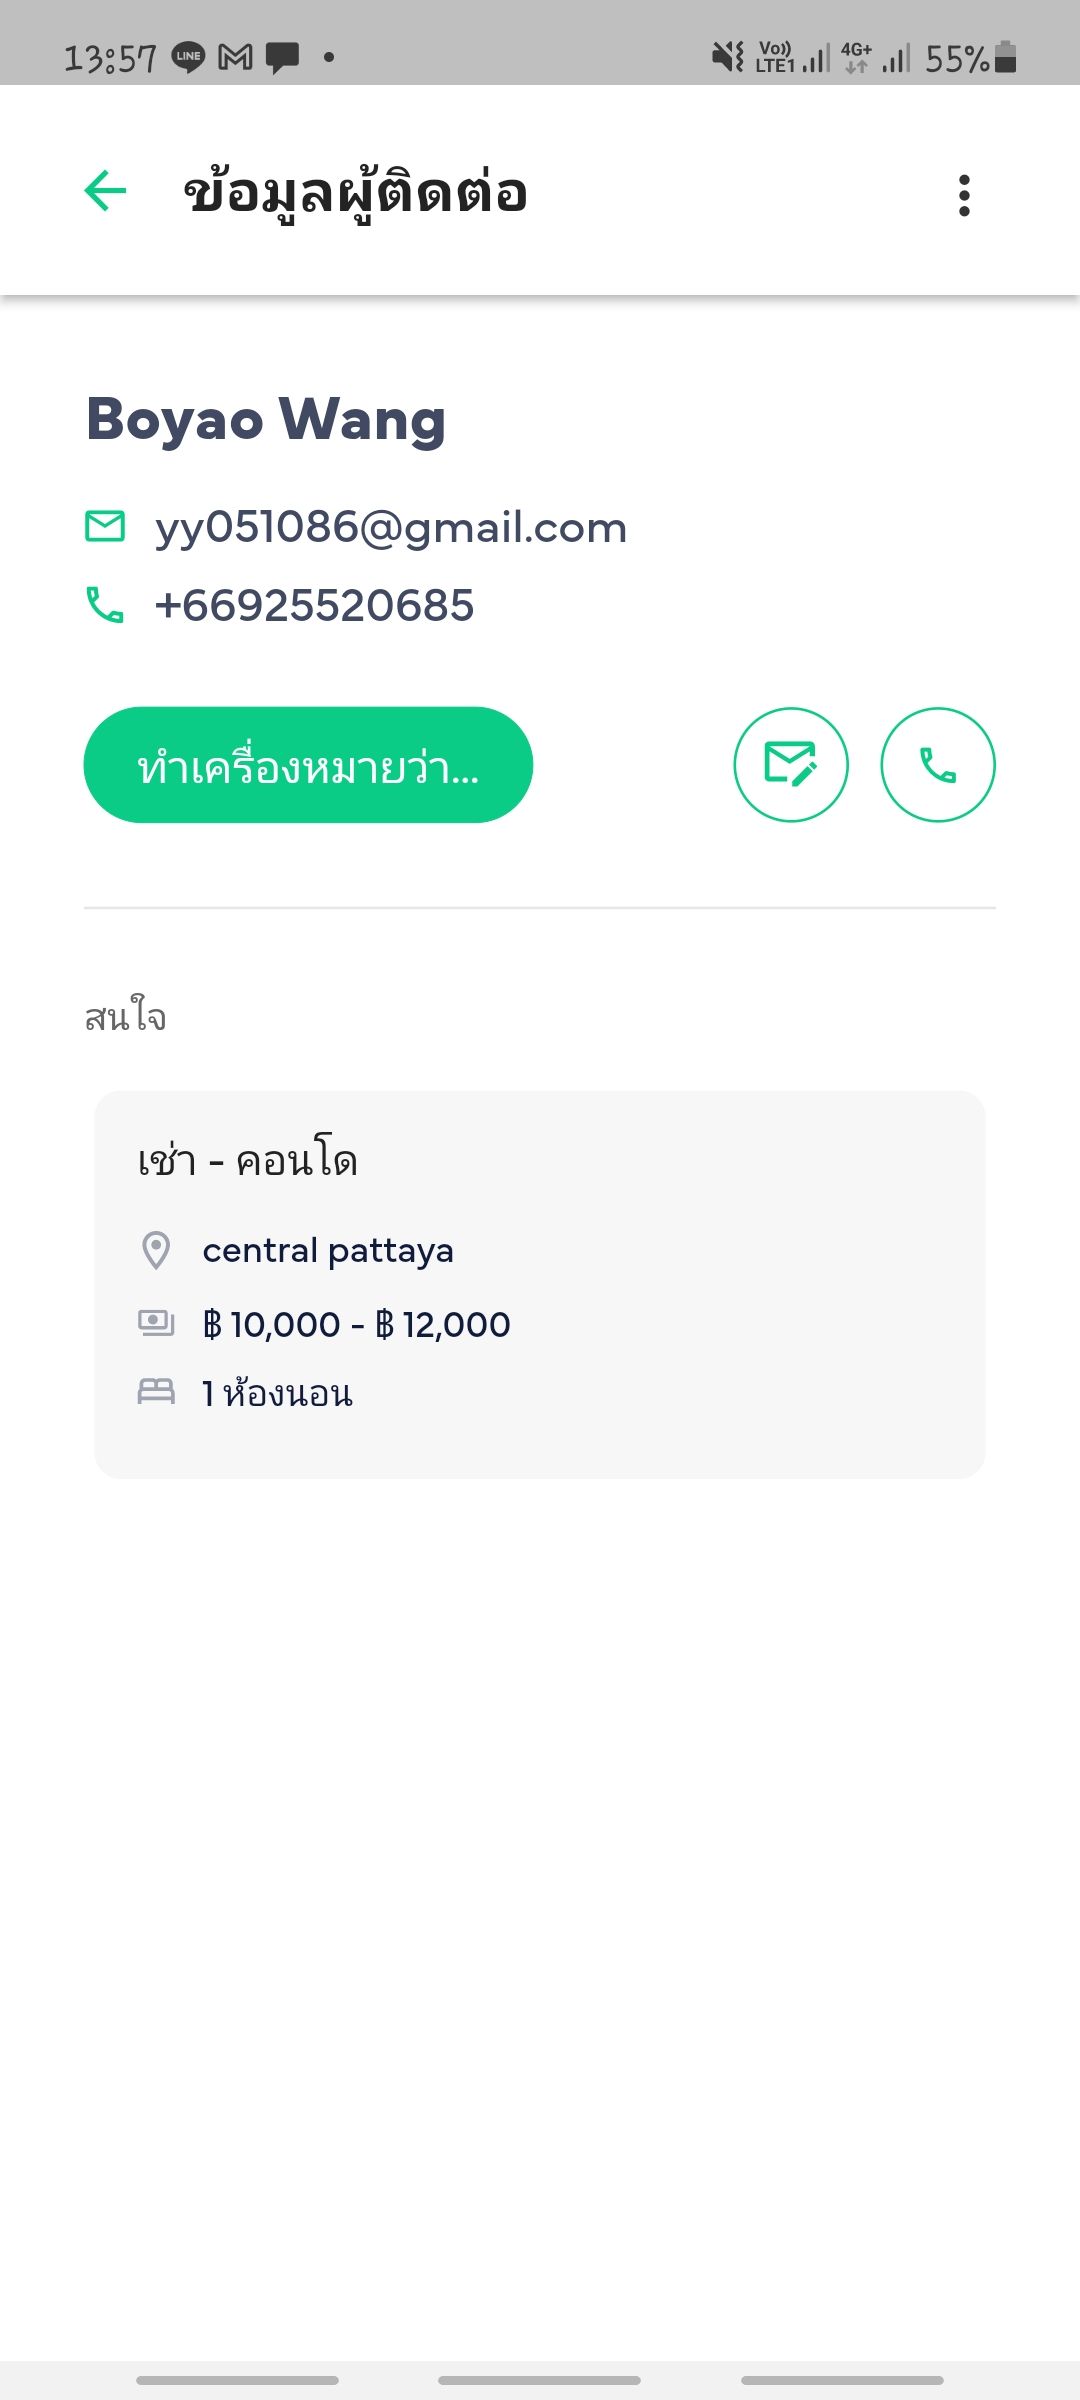 13:57 LINE Vo)) LTE1 4G+ 55%
ข้อมูลผู้ติดต่อ
Boyao Wang
yy051086@gmail.com
+66925520685
ทำเครื่องหมายว่า...
สนใจ
เช่า - คอนโด
central pattaya
฿ 10,000 - ฿ 12,000
1 ห้องนอน